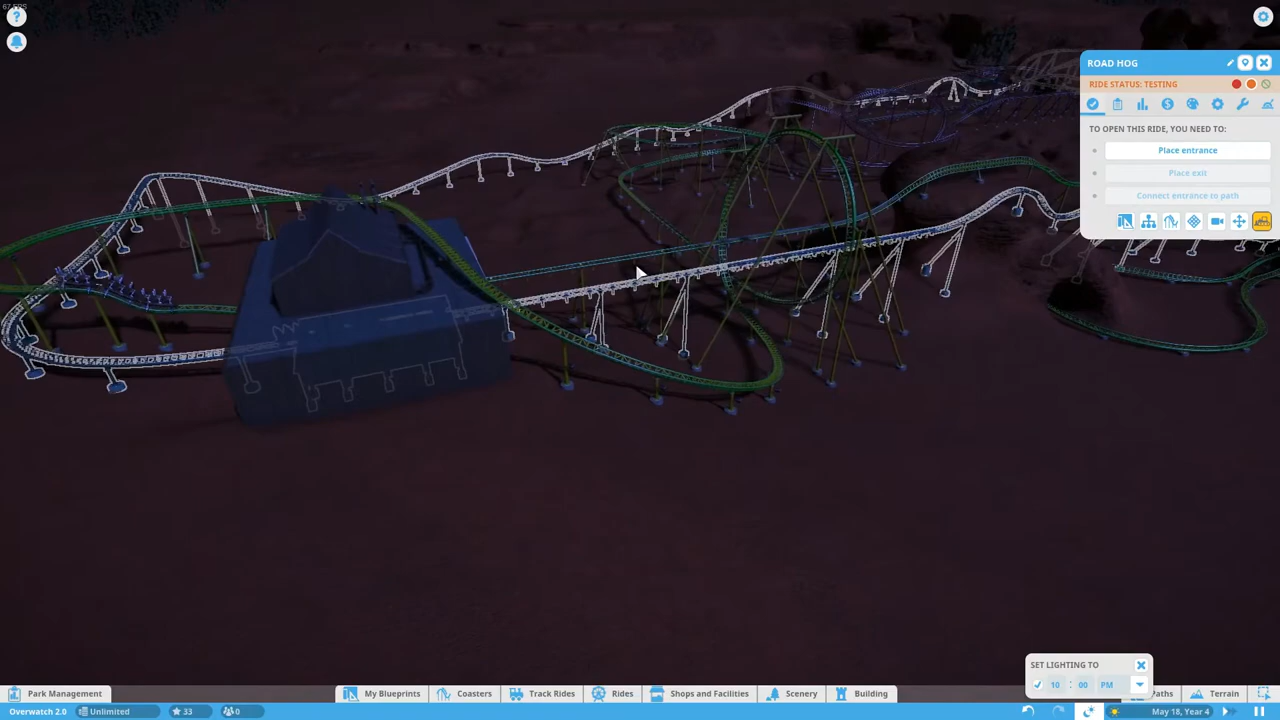 67 FPS
?
ROAD HOG
RIDE STATUS: TESTING
TO OPEN THIS RIDE, YOU NEED TO:
Place entrance
Place exit
Connect entrance to path
SET LIGHTING TO
10 : 00 PM
Park Management
My Blueprints
Coasters
Track Rides
Rides
Shops and Facilities
Scenery
Building
Paths
Terrain
Overwatch 2.0
Unlimited
33
0
May 18, Year 4